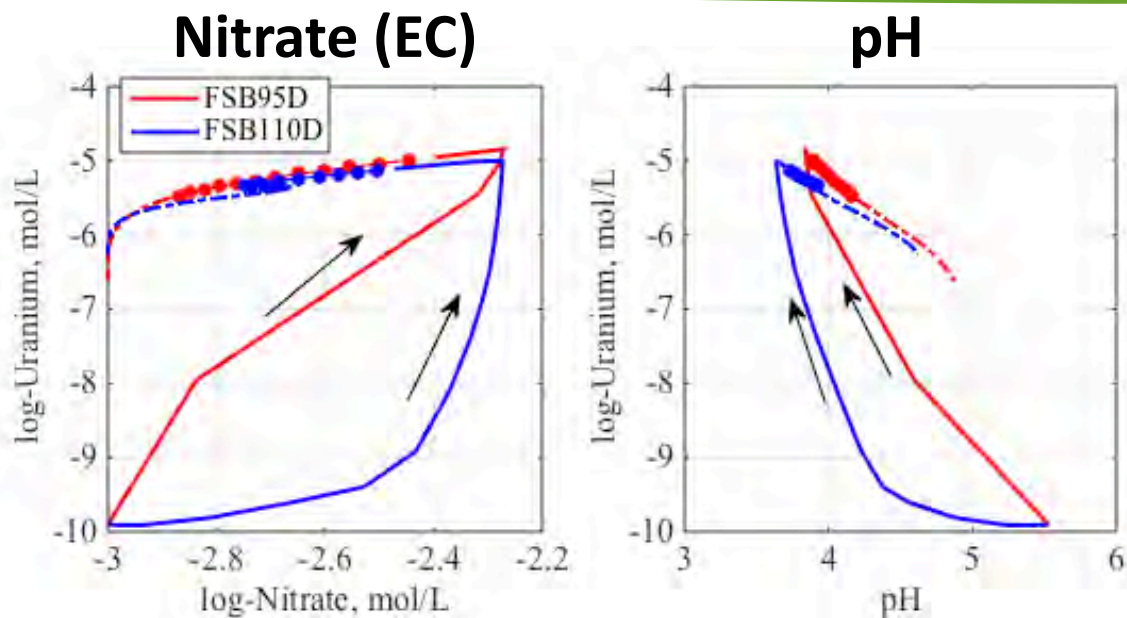 Nitrate (EC)
pH
FSB95D
FSB110D
log-Uranium, mol/L
-4
-5
-6
-7
-8
-9
-10
-3
-2.8
-2.6
-2.4
-2.2
log-Nitrate, mol/L
log-Uranium, mol/L
-4
-5
-6
-7
-8
-9
-10
3
4
5
6
pH